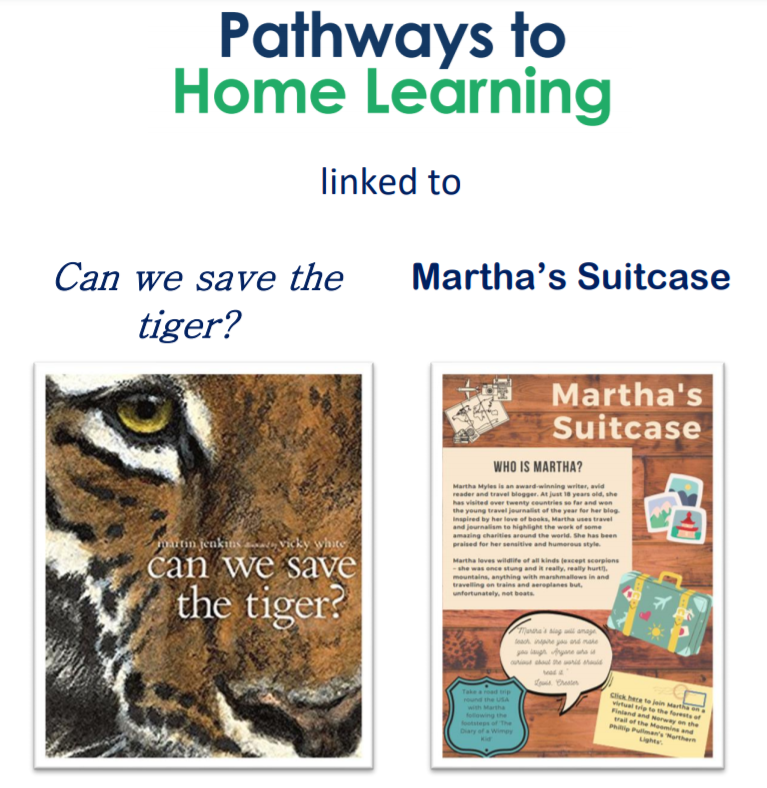 Pathways to
Home Learning
linked to
Can we save the
tiger?
martin jenkins illustrated by vicky white
can we save
the tiger?
Martha’s Suitcase
Martha's
Suitcase
WHO IS MARTHA?
Martha Myles is an award-winning writer, avid
reader and travel blogger. At just 18 years old, she
has visited over twenty countries so far and won
the young travel journalist of the year for her blog.
Inspired by her love of books, Martha uses travel
and journalism to highlight the work of some
amazing charities around the world. She has been
praised for her sensitive and humorous style.
Martha loves wildlife of all kinds (except scorpions
- she was once stung and it really, really hurt!),
mountains, anything with marshmallows in and
travelling on trains and aeroplanes but,
unfortunately, not boats.
"Martha's blog will amaze,
teach, inspire you and make
you laugh. Anyone who is
curious about the world should
read it."
Louis Chester
Take a road trip
round the USA
with Martha
following the
footsteps of 'The
Diary of a Wimpy
Kid'
Click here to join Martha on a
virtual trip to the forests of
Finland and Norway on the
trail of the Moomins and
Phillip Pullman's 'Northern
Lights'.